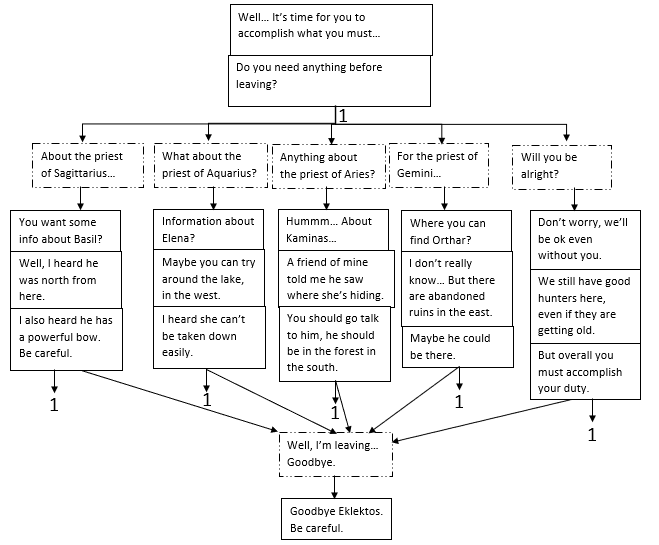 Well... It's time for you to
accomplish what you must...
Do you need anything before
leaving?
1
About the priest
of Sagittarius...
What about the
priest of Aquarius?
Anything about
the priest of Aries?
For the priest of
Gemini...
Will you be
alright?
You want some
info about Basil?
Well, I heard he
was north from
here.
I also heard he has
a powerful bow.
Be careful.
1
Information about
Elena?
Maybe you can try
around the lake,
in the west.
I heard she can't
be taken down
easily.
1
Hummm... About
Kaminas...
A friend of mine
told me he saw
where she's hiding.
You should go talk
to him, he should
be in the forest in
the south.
1
Where you can
find Orthar?
I don't really
know... But there
are abandoned
ruins in the east.
Maybe he could
be there.
1
Don't worry, we'll
be ok even
without you.
We still have good
hunters here,
even if they are
getting old.
But overall you
must accomplish
your duty.
1
Well, I'm leaving...
Goodbye.
Goodbye Eklektos.
Be careful.